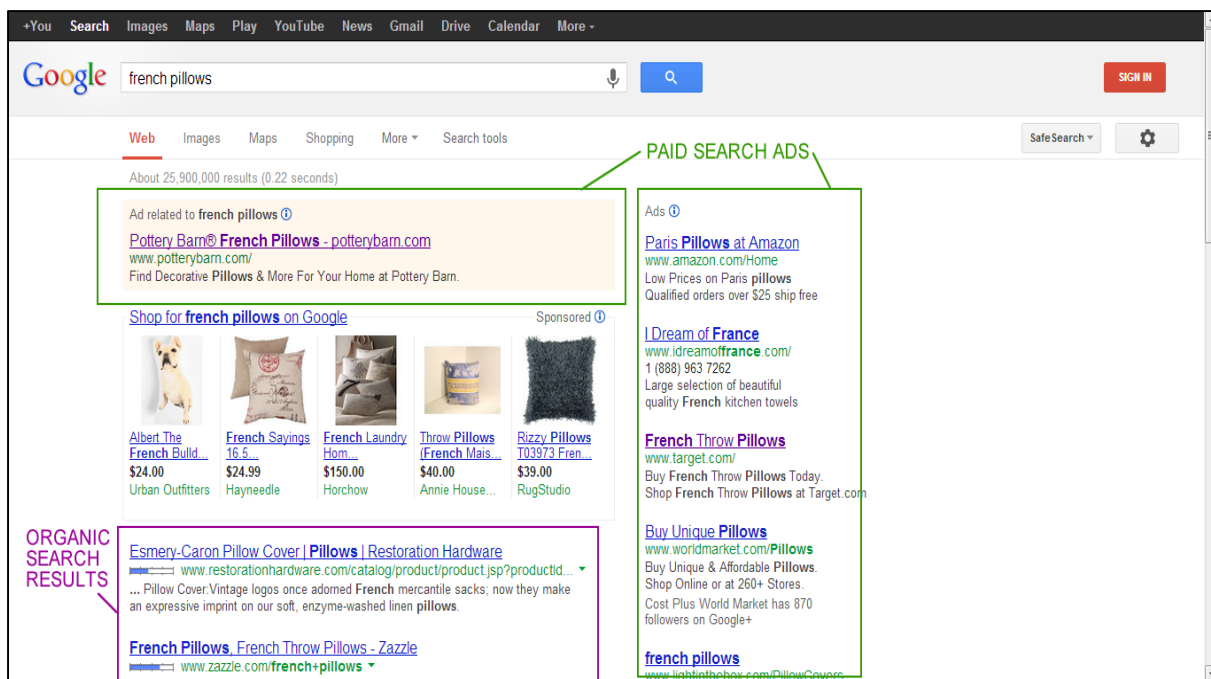 +You Search Images Maps Play YouTube News Gmail Drive Calendar More
Google french pillows SIGN IN
Web Images Maps Shopping More Search tools SafeSearch
PAID SEARCH ADS
About 25,900,000 results (0.22 seconds)
Ad related to french pillows
Pottery Barn® French Pillows - potterybarn.com
www.potterybarn.com/
Find Decorative Pillows & More For Your Home at Pottery Barn.
Shop for french pillows on Google Sponsored
Albert The
French Bulld...
$24.00
Urban Outfitters
French Sayings
16.5...
$24.99
Hayneedle
French Laundry
Hom...
$150.00
Horchow
Throw Pillows
(French Mais...
$40.00
Annie House...
Rizzy Pillows
T03973 Fren...
$39.00
RugStudio
ORGANIC
SEARCH
RESULTS
Esmery-Caron Pillow Cover | Pillows | Restoration Hardware
www.restorationhardware.com/catalog/product/product.jsp?productId...
... Pillow Cover:Vintage logos once adorned French mercantile sacks; now they make
an expressive imprint on our soft, enzyme-washed linen pillows.
French Pillows, French Throw Pillows - Zazzle
www.zazzle.com/french+pillows
Ads
Paris Pillows at Amazon
www.amazon.com/Home
Low Prices on Paris pillows
Qualified orders over $25 ship free
I Dream of France
www.idreamoffrance.com/
1 (888) 963 7262
Large selection of beautiful
quality French kitchen towels
French Throw Pillows
www.target.com/
Buy French Throw Pillows Today.
Shop French Throw Pillows at Target.com
Buy Unique Pillows
www.worldmarket.com/Pillows
Buy Unique & Affordable Pillows.
Shop Online or at 260+ Stores.
Cost Plus World Market has 870
followers on Google+
french pillows
www.lightinthebox.com/PillowCovers